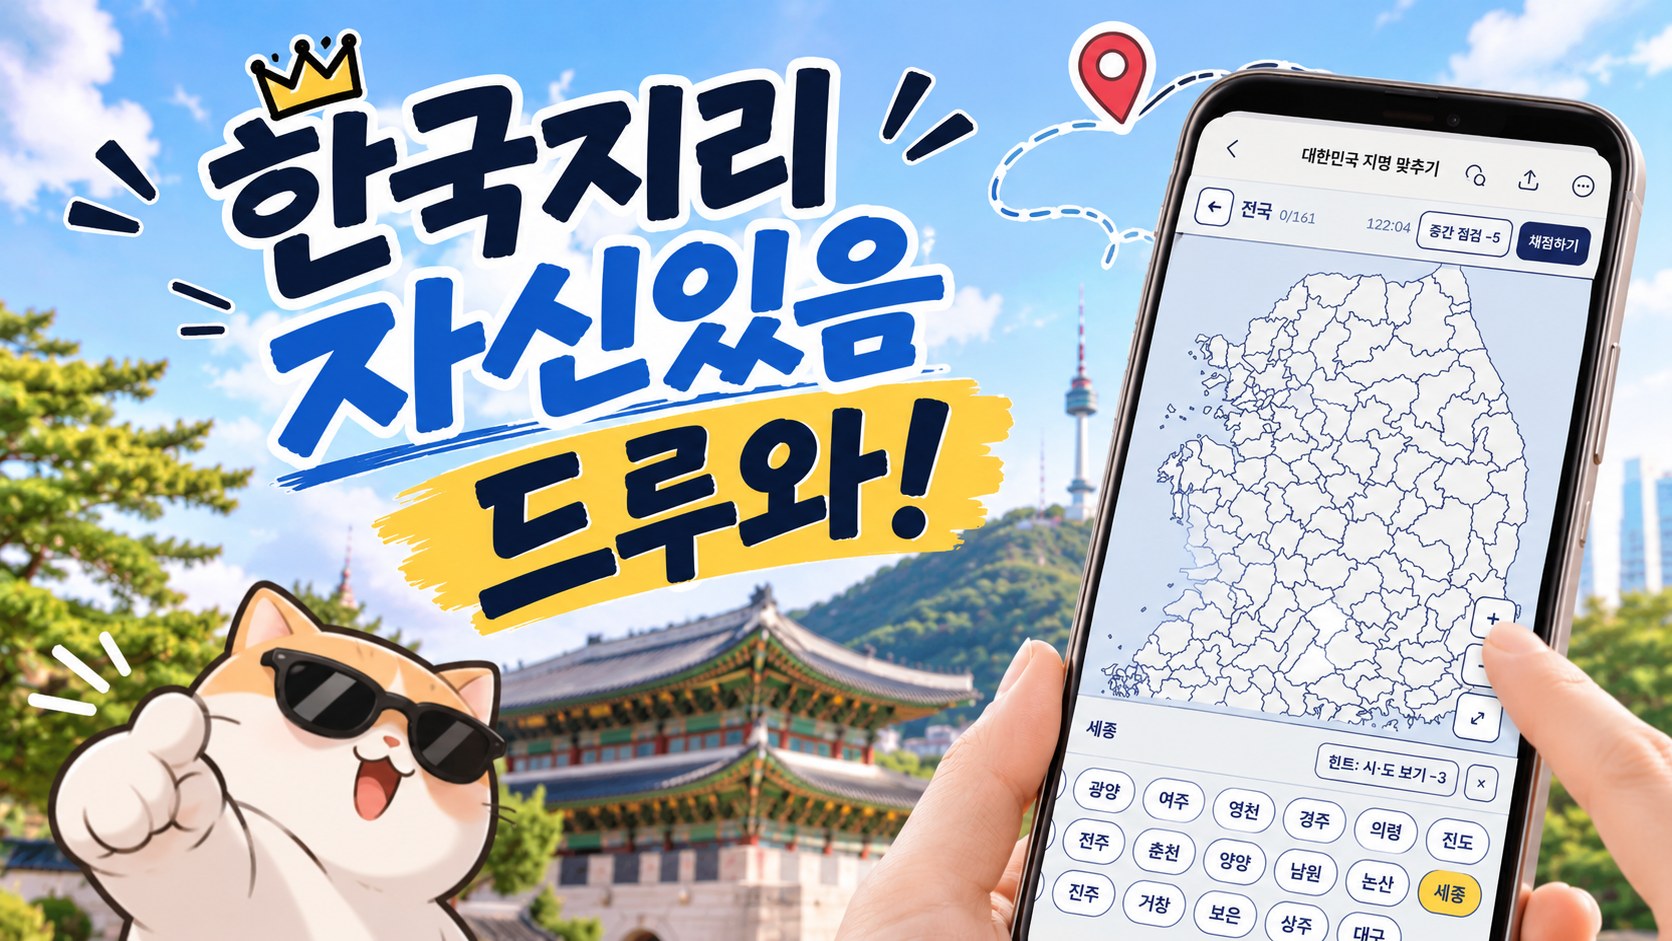 한국지리
자신있음
드루와!
대한민국 지명 맞추기
전국 0/161 122:04 중간 점검 -5 채점하기
+
-
세종
힌트: 시·도 보기 -3 ×
광양 여주 영천 경주 의령 진도
전주 춘천 양양 남원 논산 세종
진주 거창 보은 상주 대구